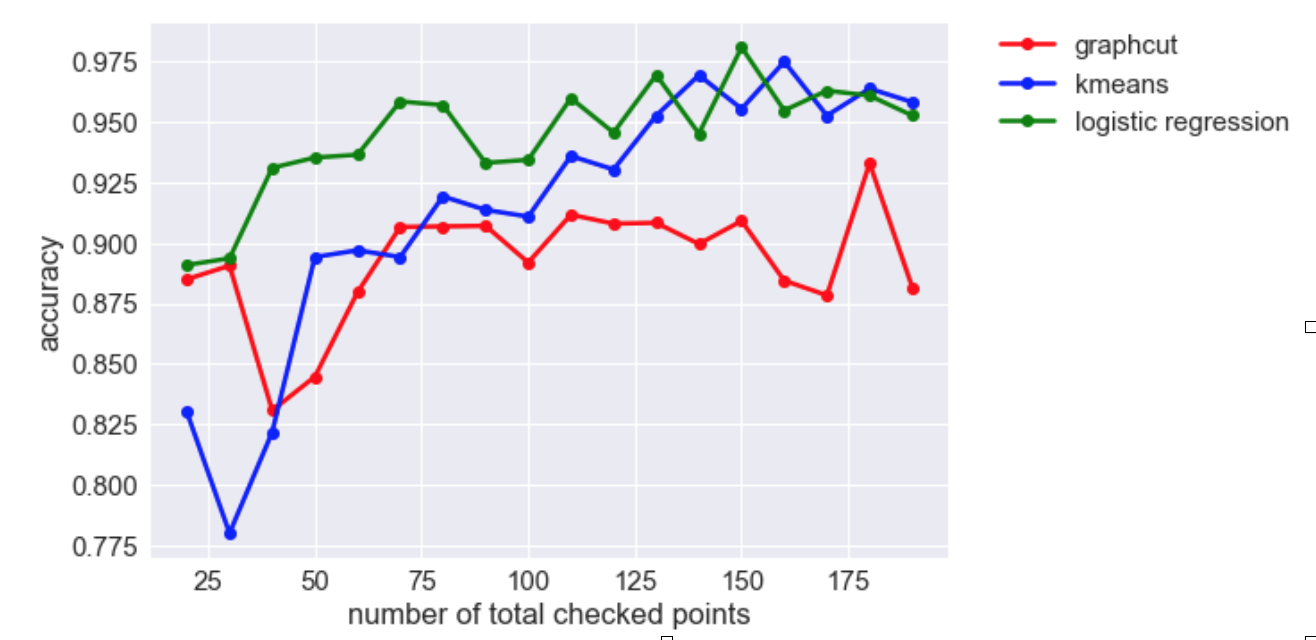 0.975
0.950
0.925
0.900
0.875
0.850
0.825
0.800
0.775
accuracy
25 50 75 100 125 150 175
number of total checked points
graphcut
kmeans
logistic regression